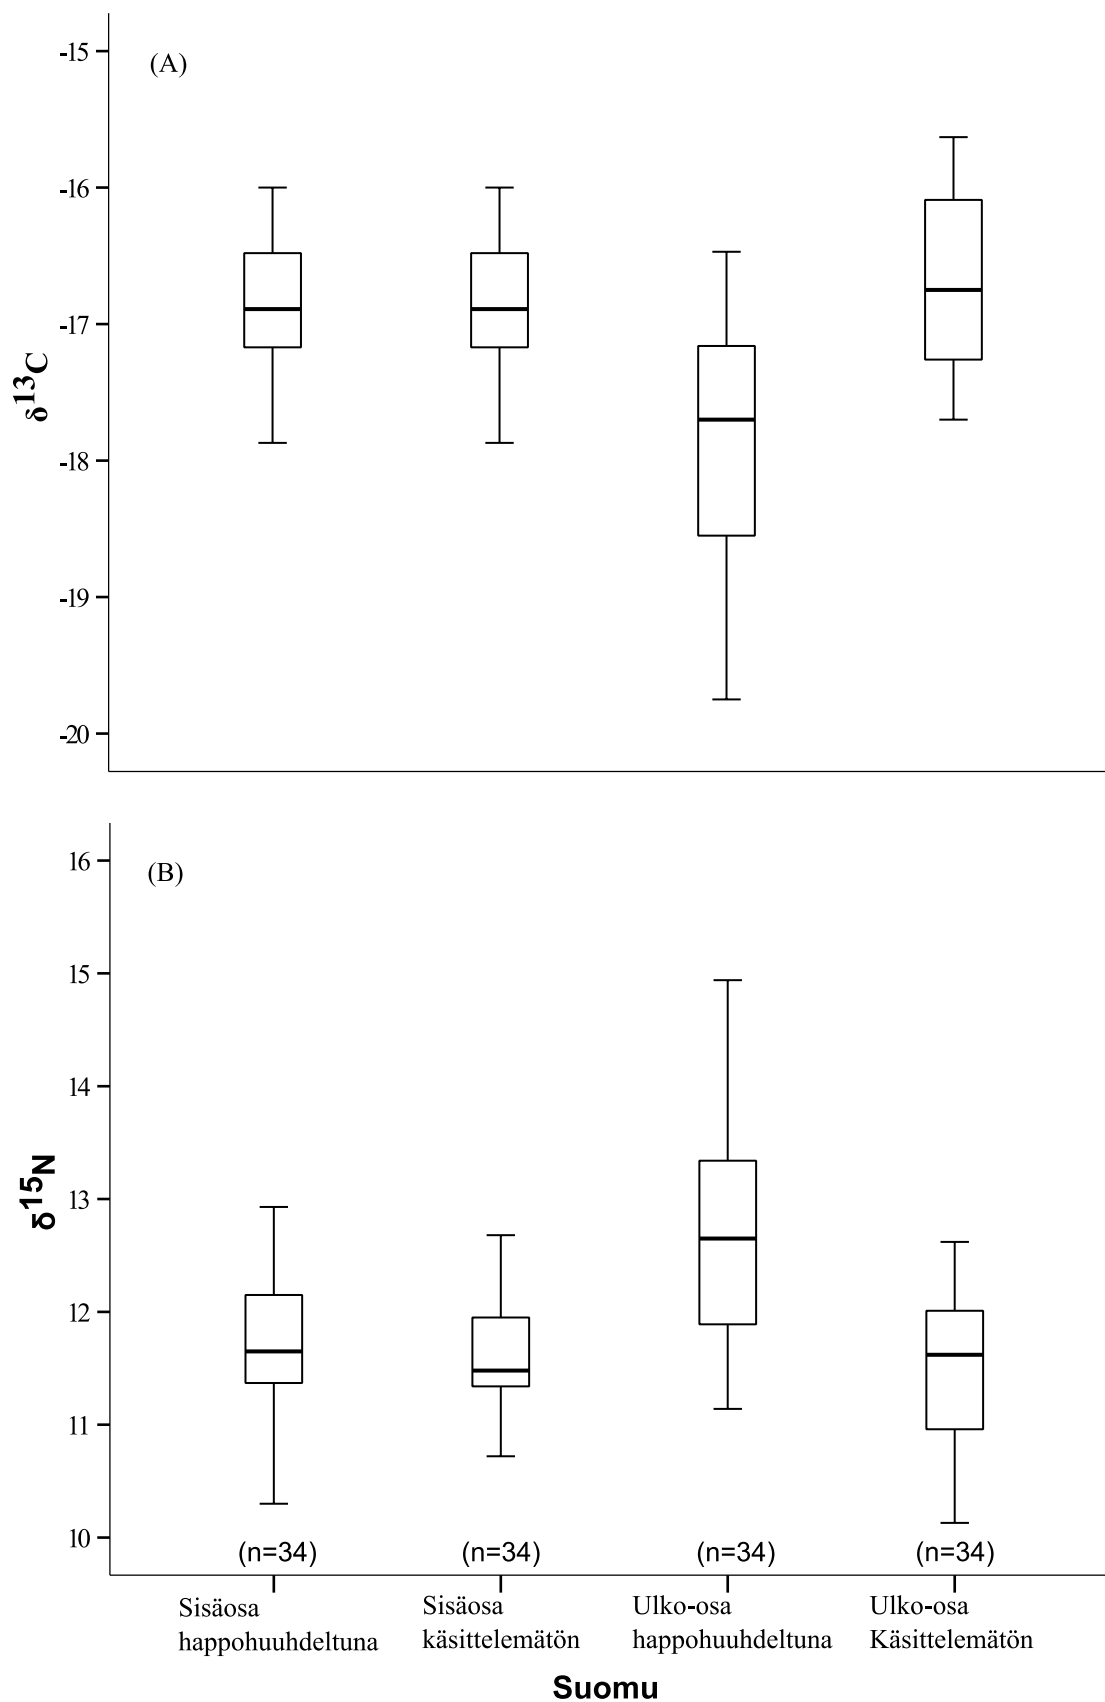 (A)
-15
-16
-17
-18
-19
-20
δ13C
(B)
16
15
14
13
12
11
10
δ15N
(n=34) (n=34) (n=34) (n=34)
Sisäosa happohuuhdeltuna
Sisäosa käsittelemätön
Ulko-osa happohuuhdeltuna
Ulko-osa Käsittelemätön
Suomu